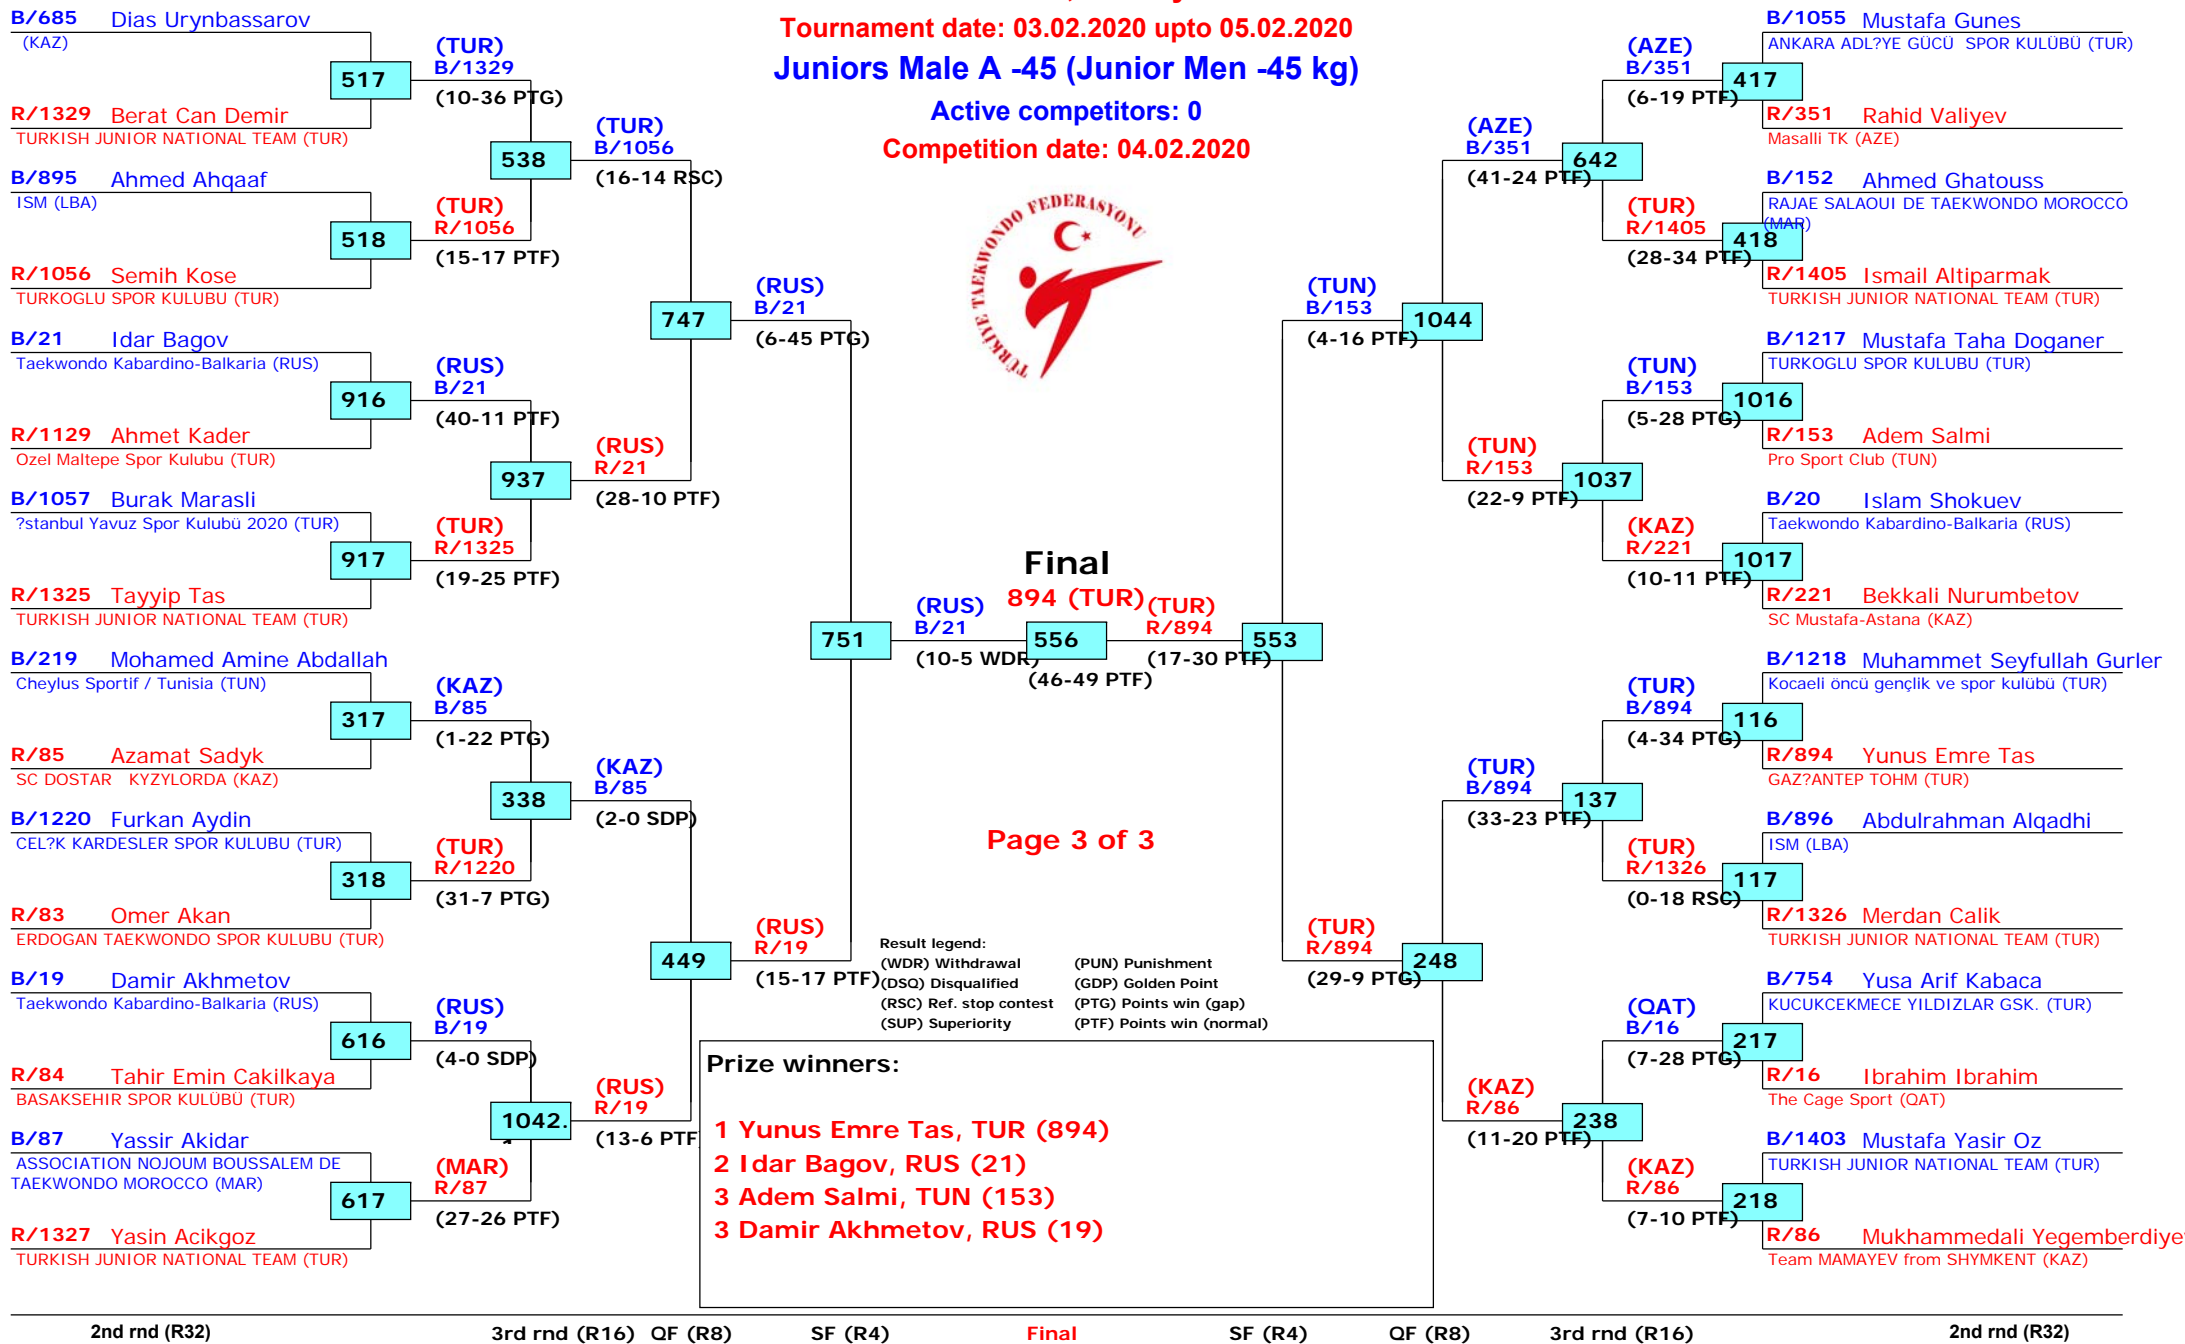 Tournament date: 03.02.2020 upto 05.02.2020
Juniors Male A -45 (Junior Men -45 kg)
Active competitors: 0
Competition date: 04.02.2020
TÜRKİYE TAEKWONDO FEDERASYONU
B/685 Dias Urynbassarov
(KAZ)
517
R/1329 Berat Can Demir
TURKISH JUNIOR NATIONAL TEAM (TUR)
B/895 Ahmed Ahqaaf
ISM (LBA)
518
R/1056 Semih Kose
TURKOGLU SPOR KULUBU (TUR)
B/21 Idar Bagov
Taekwondo Kabardino-Balkaria (RUS)
916
R/1129 Ahmet Kader
Ozel Maltepe Spor Kulubu (TUR)
B/1057 Burak Marasli
?stanbul Yavuz Spor Kulubü 2020 (TUR)
917
R/1325 Tayyip Tas
TURKISH JUNIOR NATIONAL TEAM (TUR)
B/219 Mohamed Amine Abdallah
Cheylus Sportif / Tunisia (TUN)
317
R/85 Azamat Sadyk
SC DOSTAR KYZYLORDA (KAZ)
B/1220 Furkan Aydin
CEL?K KARDESLER SPOR KULUBU (TUR)
318
R/83 Omer Akan
ERDOGAN TAEKWONDO SPOR KULUBU (TUR)
B/19 Damir Akhmetov
Taekwondo Kabardino-Balkaria (RUS)
616
R/84 Tahir Emin Cakilkaya
BASAKSEHIR SPOR KULÜBÜ (TUR)
B/87 Yassir Akidar
ASSOCIATION NOJOUM BOUSSALEM DE
TAEKWONDO MOROCCO (MAR)
617
R/1327 Yasin Acikgoz
TURKISH JUNIOR NATIONAL TEAM (TUR)
(TUR)
B/1329
(10-36 PTG)
538
(TUR)
R/1056
(15-17 PTF)
(RUS)
B/21
(40-11 PTF)
937
(TUR)
R/1325
(19-25 PTF)
(KAZ)
B/85
(1-22 PTG)
338
(TUR)
R/1220
(31-7 PTG)
(RUS)
B/19
(4-0 SDP)
1042.
(MAR)
R/87
(27-26 PTF)
(TUR)
B/1056
(16-14 RSC)
747
(RUS)
R/21
(28-10 PTF)
(KAZ)
B/85
(2-0 SDP)
449
(RUS)
R/19
(13-6 PTF
(RUS)
B/21
(6-45 PTG)
751
(RUS)
R/19
(15-17 PTF)
(RUS)
B/21
(10-5 WDR)
Final
894 (TUR)
556
(46-49 PTF)
(TUR)
R/894
(17-30 PTF)
553
(TUN)
B/153
(4-16 PTF)
1044
(TUR)
R/894
(29-9 PTG)
248
(AZE)
B/351
(41-24 PTF)
642
(TUN)
R/153
(22-9 PTF)
1037
(TUR)
B/894
(33-23 PTF)
137
(KAZ)
R/86
(11-20 PTF)
238
(AZE)
B/351
(6-19 PTF)
(TUR)
R/1405
(28-34 PTF)
(TUN)
B/153
(5-28 PTG)
(KAZ)
R/221
(10-11 PTF)
(TUR)
B/894
(4-34 PTG)
(TUR)
R/1326
(0-18 RSC)
(QAT)
B/16
(7-28 PTG)
(KAZ)
R/86
(7-10 PTF)
B/1055 Mustafa Gunes
ANKARA ADL?YE GÜCÜ SPOR KULÜBÜ (TUR)
417
R/351 Rahid Valiyev
Masalli TK (AZE)
B/152 Ahmed Ghatouss
RAJAE SALAOUI DE TAEKWONDO MOROCCO
(MAR)
418
R/1405 Ismail Altiparmak
TURKISH JUNIOR NATIONAL TEAM (TUR)
B/1217 Mustafa Taha Doganer
TURKOGLU SPOR KULUBU (TUR)
1016
R/153 Adem Salmi
Pro Sport Club (TUN)
B/20 Islam Shokuev
Taekwondo Kabardino-Balkaria (RUS)
1017
R/221 Bekkali Nurumbetov
SC Mustafa-Astana (KAZ)
B/1218 Muhammet Seyfullah Gurler
Kocaeli öncü gençlik ve spor kulübü (TUR)
116
R/894 Yunus Emre Tas
GAZ?ANTEP TOHM (TUR)
B/896 Abdulrahman Alqadhi
ISM (LBA)
117
R/1326 Merdan Calik
TURKISH JUNIOR NATIONAL TEAM (TUR)
B/754 Yusa Arif Kabaca
KUCUKCEKMECE YILDIZLAR GSK. (TUR)
217
R/16 Ibrahim Ibrahim
The Cage Sport (QAT)
B/1403 Mustafa Yasir Oz
TURKISH JUNIOR NATIONAL TEAM (TUR)
218
R/86 Mukhammedali Yegemberdiye
Team MAMAYEV from SHYMKENT (KAZ)
Page 3 of 3
Result legend:
(WDR) Withdrawal (PUN) Punishment
(DSQ) Disqualified (GDP) Golden Point
(RSC) Ref. stop contest (PTG) Points win (gap)
(SUP) Superiority (PTF) Points win (normal)
Prize winners:
1 Yunus Emre Tas, TUR (894)
2 Idar Bagov, RUS (21)
3 Adem Salmi, TUN (153)
3 Damir Akhmetov, RUS (19)
2nd rnd (R32) 3rd rnd (R16) QF (R8) SF (R4) Final SF (R4) QF (R8) 3rd rnd (R16) 2nd rnd (R32)